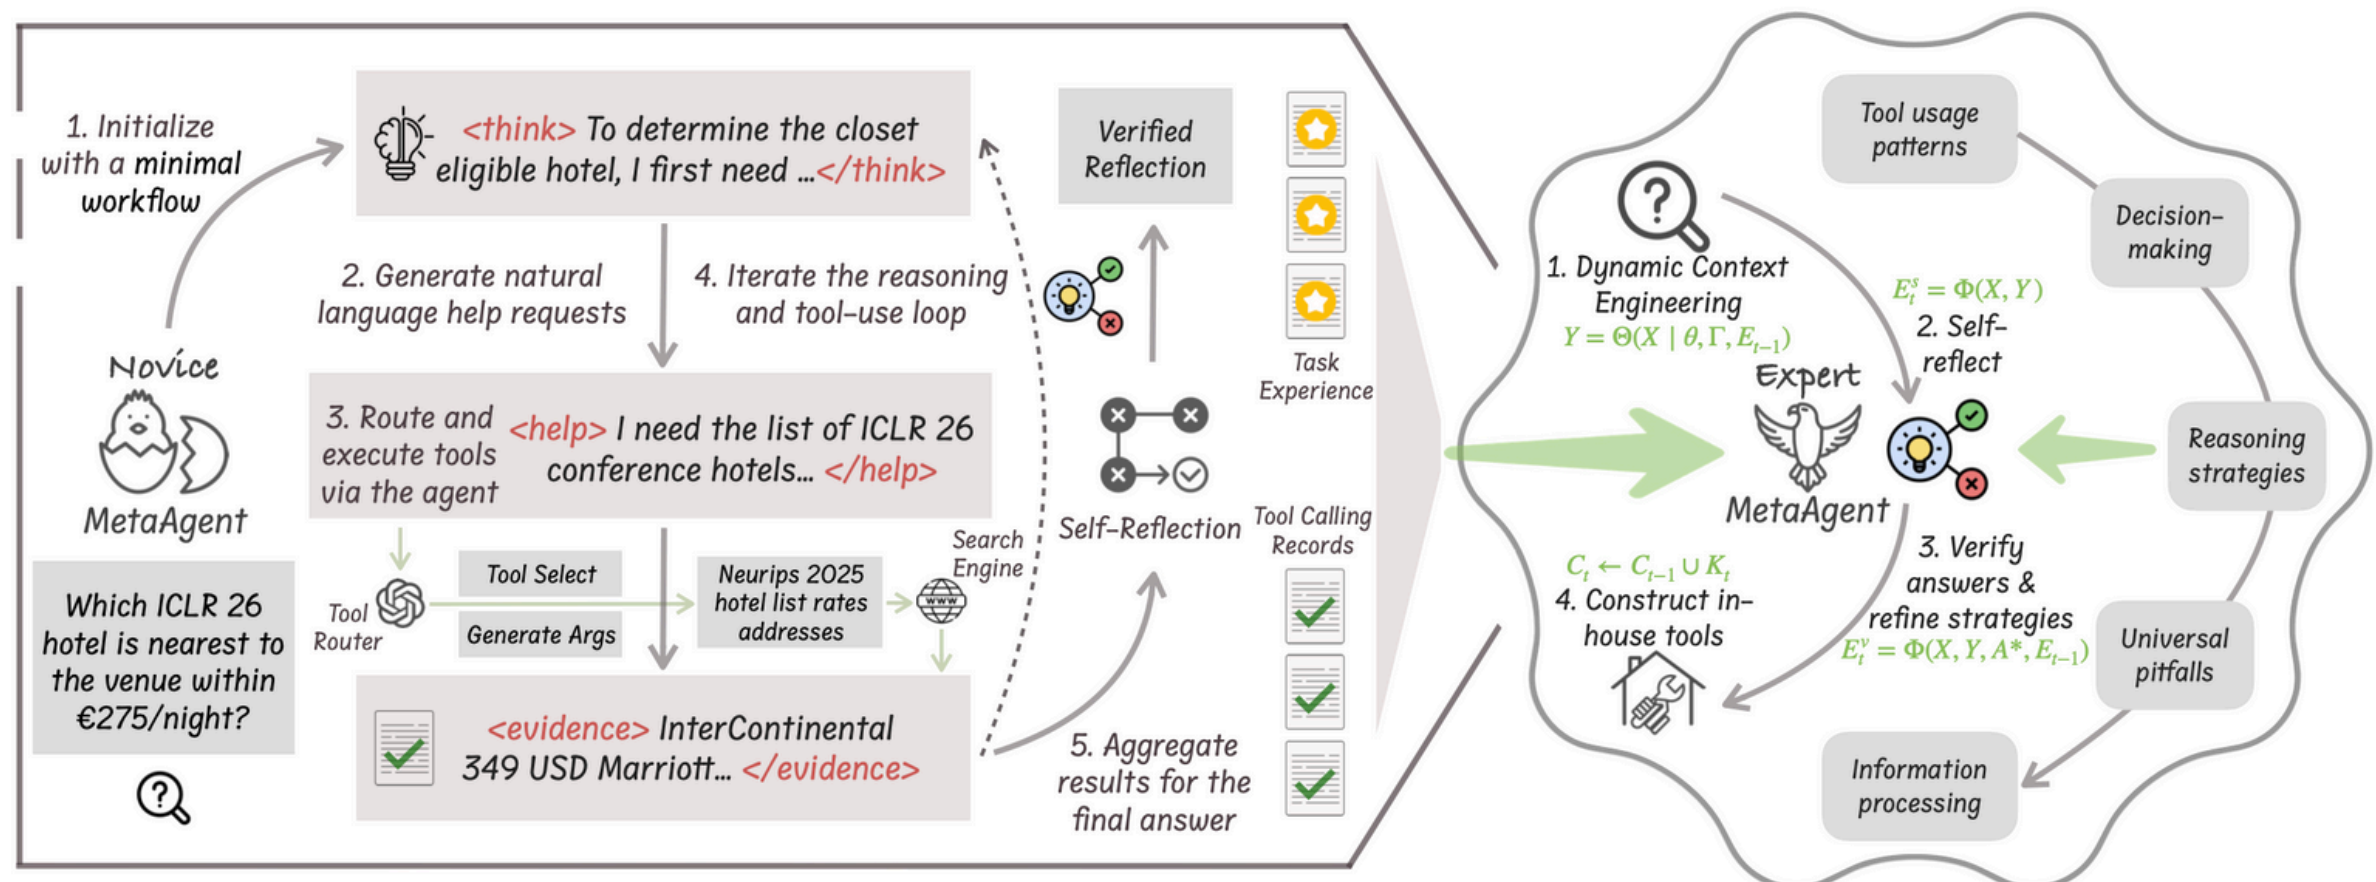 1. Initialize
with a minimal
workflow
Novice
MetaAgent
Which ICLR 26
hotel is nearest to
the venue within
€275/night?
<think> To determine the closet
eligible hotel, I first need ...</think>
2. Generate natural
language help requests
4. Iterate the reasoning
and tool-use loop
3. Route and
execute tools
via the agent
<help> I need the list of ICLR 26
conference hotels... </help>
Tool
Router
Tool Select
Generate Args
Neurips 2025
hotel list rates
addresses
Search
Engine
www
<evidence> InterContinental
349 USD Marriott... </evidence>
Verified
Reflection
Self-Reflection
5. Aggregate
results for the
final answer
Task
Experience
Tool Calling
Records
1. Dynamic Context
Engineering
Y = Θ(X | θ, Γ, E_{t-1})
E_t^s = Φ(X, Y)
2. Self-
reflect
Expert
MetaAgent
3. Verify
answers &
refine strategies
E_t^v = Φ(X, Y, A*, E_{t-1})
C_t ← C_{t-1} ∪ K_t
4. Construct in-
house tools
Tool usage
patterns
Decision-
making
Reasoning
strategies
Universal
pitfalls
Information
processing